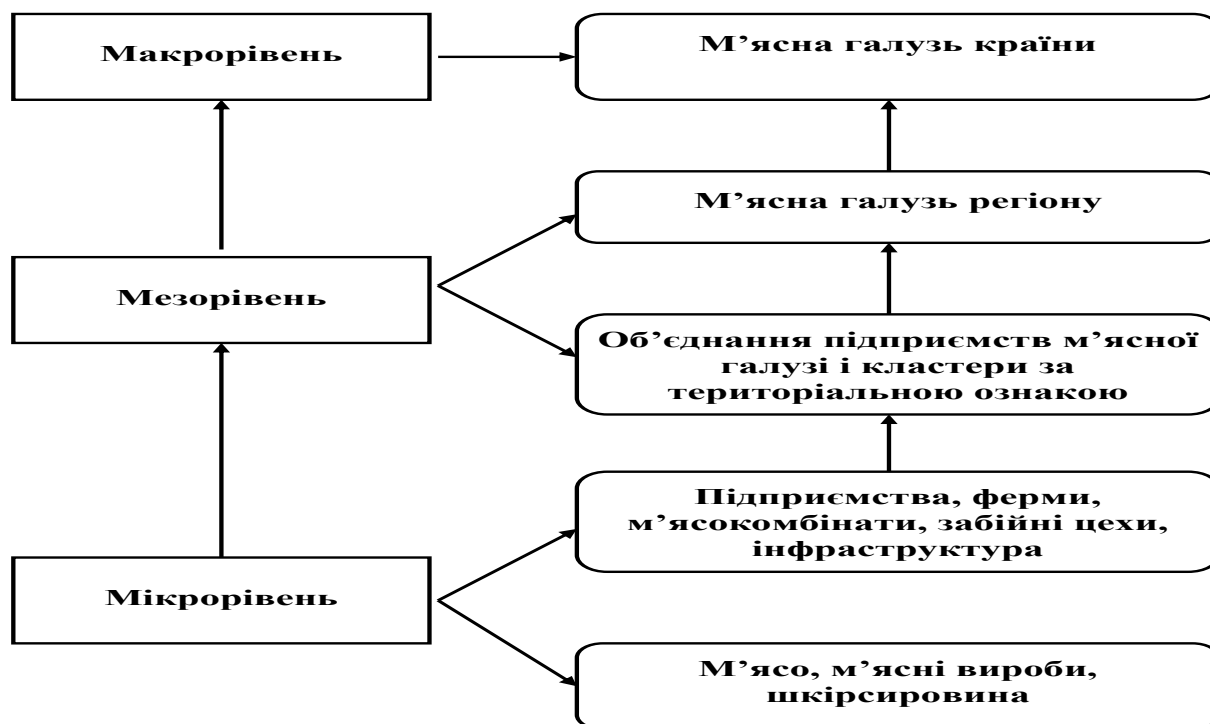 Макрорівень
М’ясна галузь країни
М’ясна галузь регіону
Мезорівень
Об’єднання підприємств м’ясної
галузі і кластери за
територіальною ознакою
Підприємства, ферми,
м’ясокомбінати, забійні цехи,
інфраструктура
Мікрорівень
М’ясо, м’ясні вироби,
шкірсировина